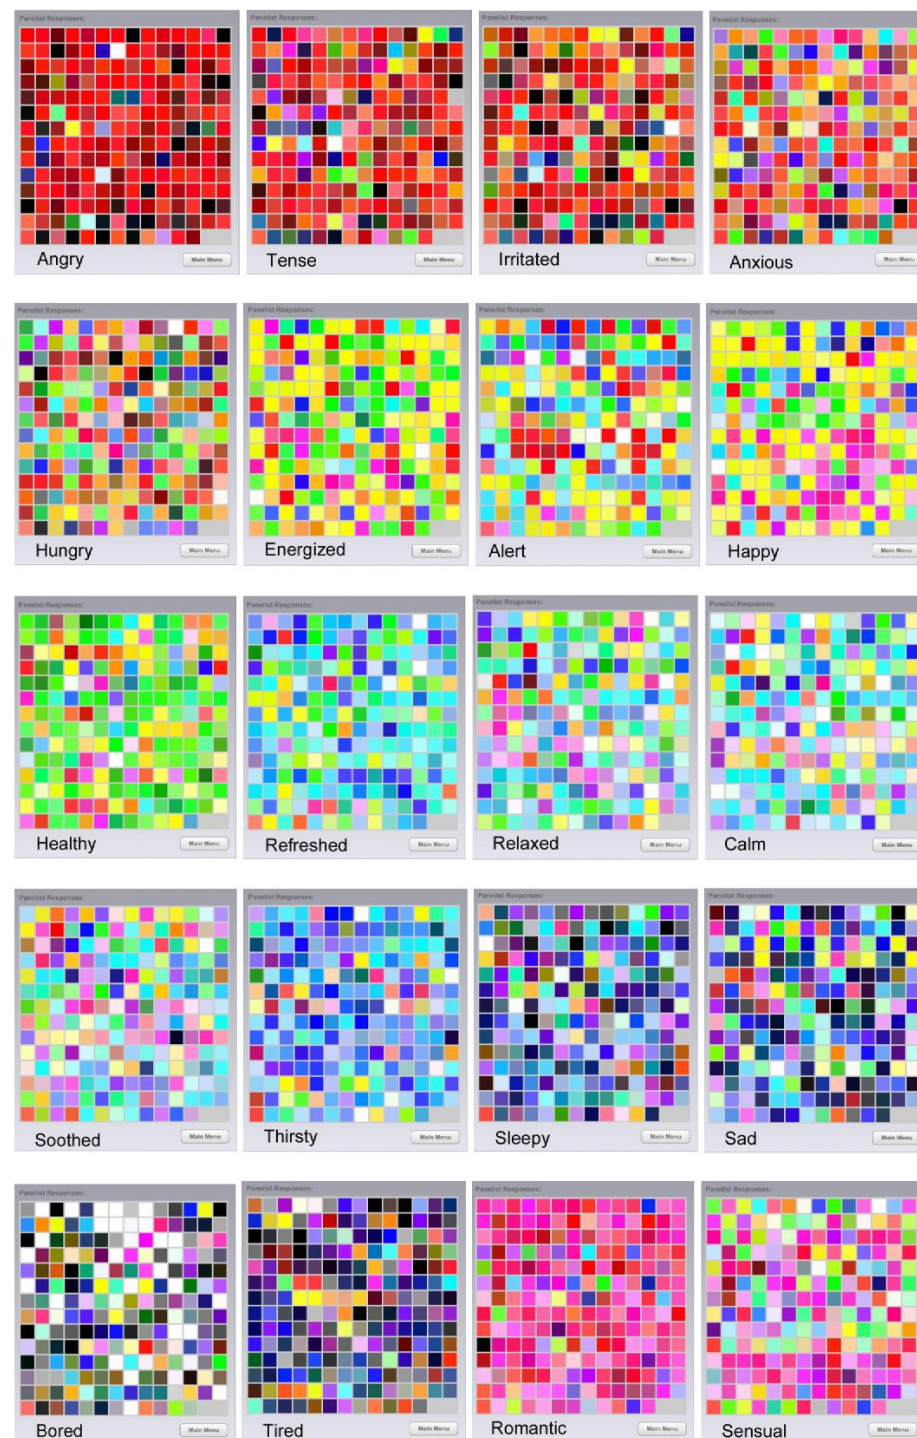 Panelist Responses:
Panelist Responses:
Panelist Responses:
Panelist Responses:
Angry
Main Menu
Tense
Main Menu
Irritated
Main Menu
Anxious
Main Menu
Panelist Responses:
Panelist Responses:
Panelist Responses:
Panelist Responses:
Hungry
Main Menu
Energized
Main Menu
Alert
Main Menu
Happy
Main Menu
Panelist Responses:
Panelist Responses:
Panelist Responses:
Panelist Responses:
Healthy
Main Menu
Refreshed
Main Menu
Relaxed
Main Menu
Calm
Main Menu
Panelist Responses:
Panelist Responses:
Panelist Responses:
Panelist Responses:
Soothed
Main Menu
Thirsty
Main Menu
Sleepy
Main Menu
Sad
Main Menu
Panelist Responses:
Panelist Responses:
Panelist Responses:
Panelist Responses:
Bored
Main Menu
Tired
Main Menu
Romantic
Main Menu
Sensual
Main Menu